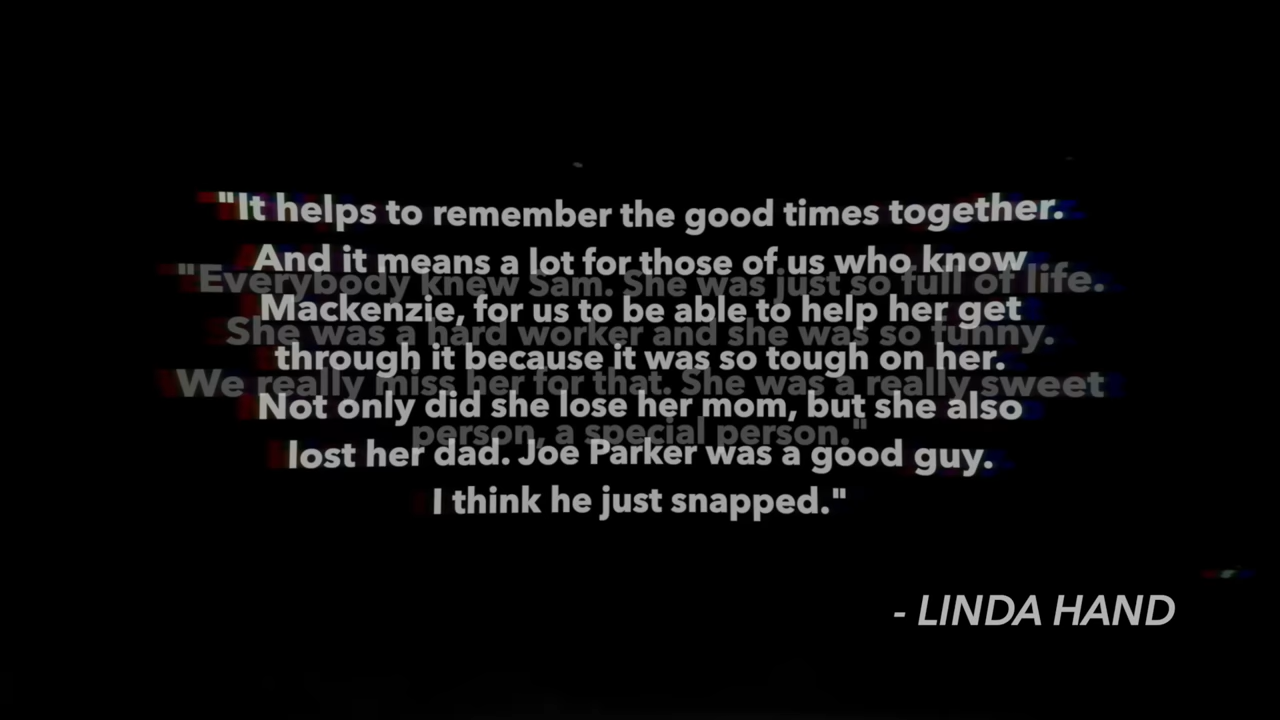 "It helps to remember the good times together.
And it means a lot for those of us who know
"Everybody knew Sam. She was just so full of life.
Mackenzie, for us to be able to help her get
She was a hard worker and she was so funny.
through it because it was so tough on her.
We really miss her for that. She was a really sweet
Not only did she lose her mom, but she also
person, a special person."
lost her dad. Joe Parker was a good guy.
I think he just snapped."
- LINDA HAND